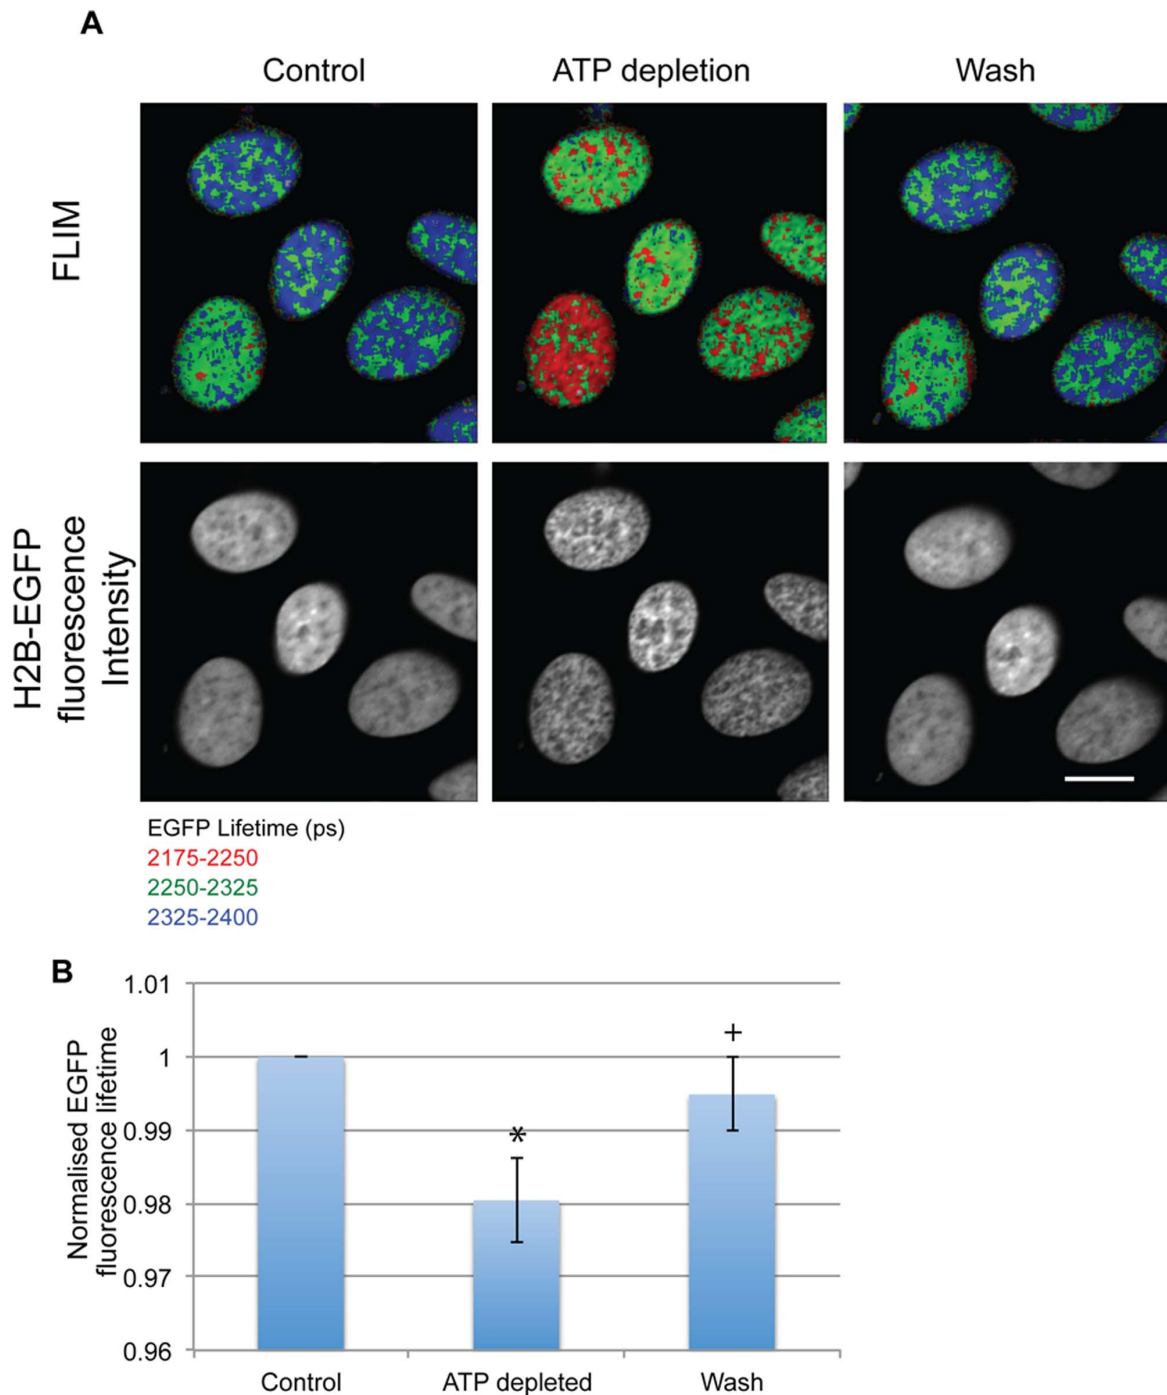 A
Control
ATP depletion
Wash
FLIM
H2B-EGFP
fluorescence
Intensity
EGFP Lifetime (ps)
2175-2250
2250-2325
2325-2400
B
Normalised EGFP
fluorescence lifetime
1.01
1
0.99
0.98
0.97
0.96
*
+
Control
ATP depleted
Wash